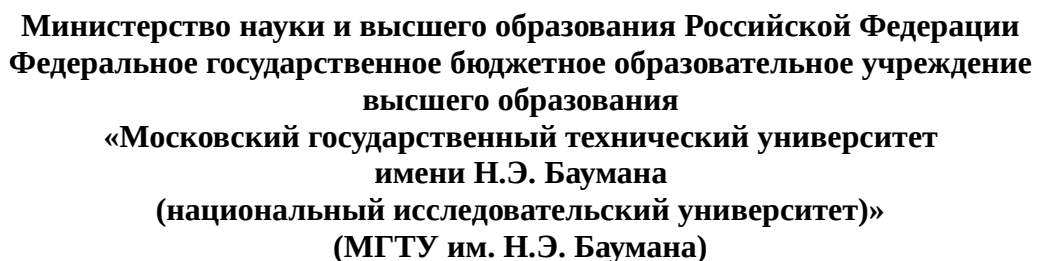 Министерство науки и высшего образования Российской Федерации
Федеральное государственное бюджетное образовательное учреждение
высшего образования
«Московский государственный технический университет
имени Н.Э. Баумана
(национальный исследовательский университет)»
(МГТУ им. Н.Э. Баумана)